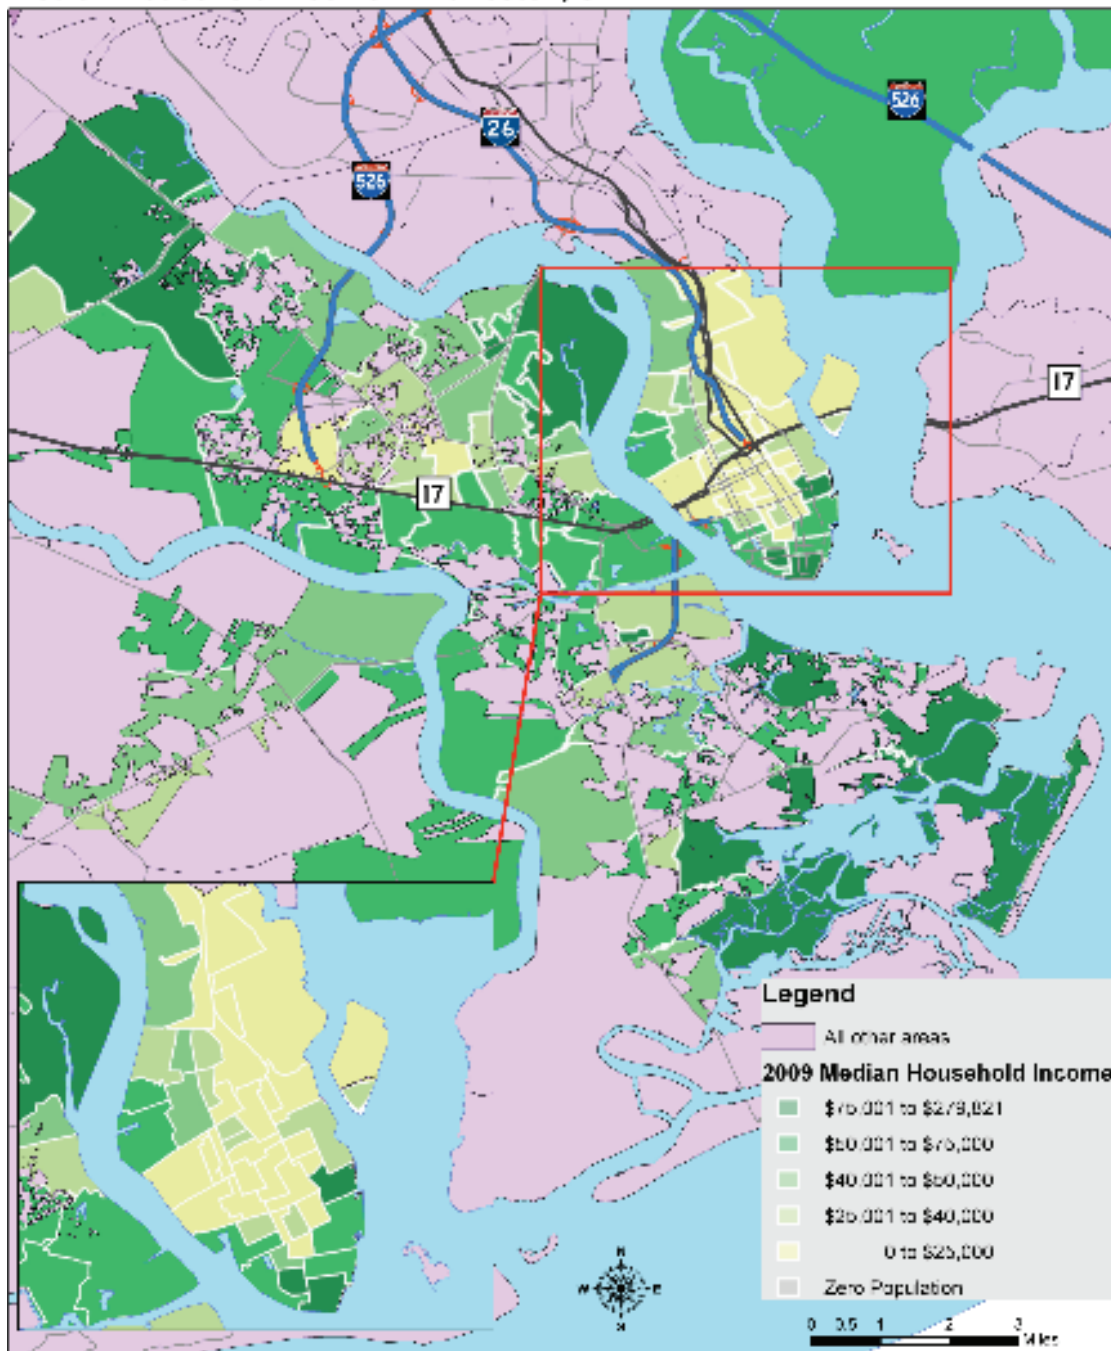 526
26
526
17
17
Legend
All other areas
2009 Median Household Income
$75,001 to $279,821
$50,001 to $75,000
$40,001 to $50,000
$25,001 to $40,000
0 to $25,000
Zero Population
N
W E
S
0 0.5 1 2 3
Miles